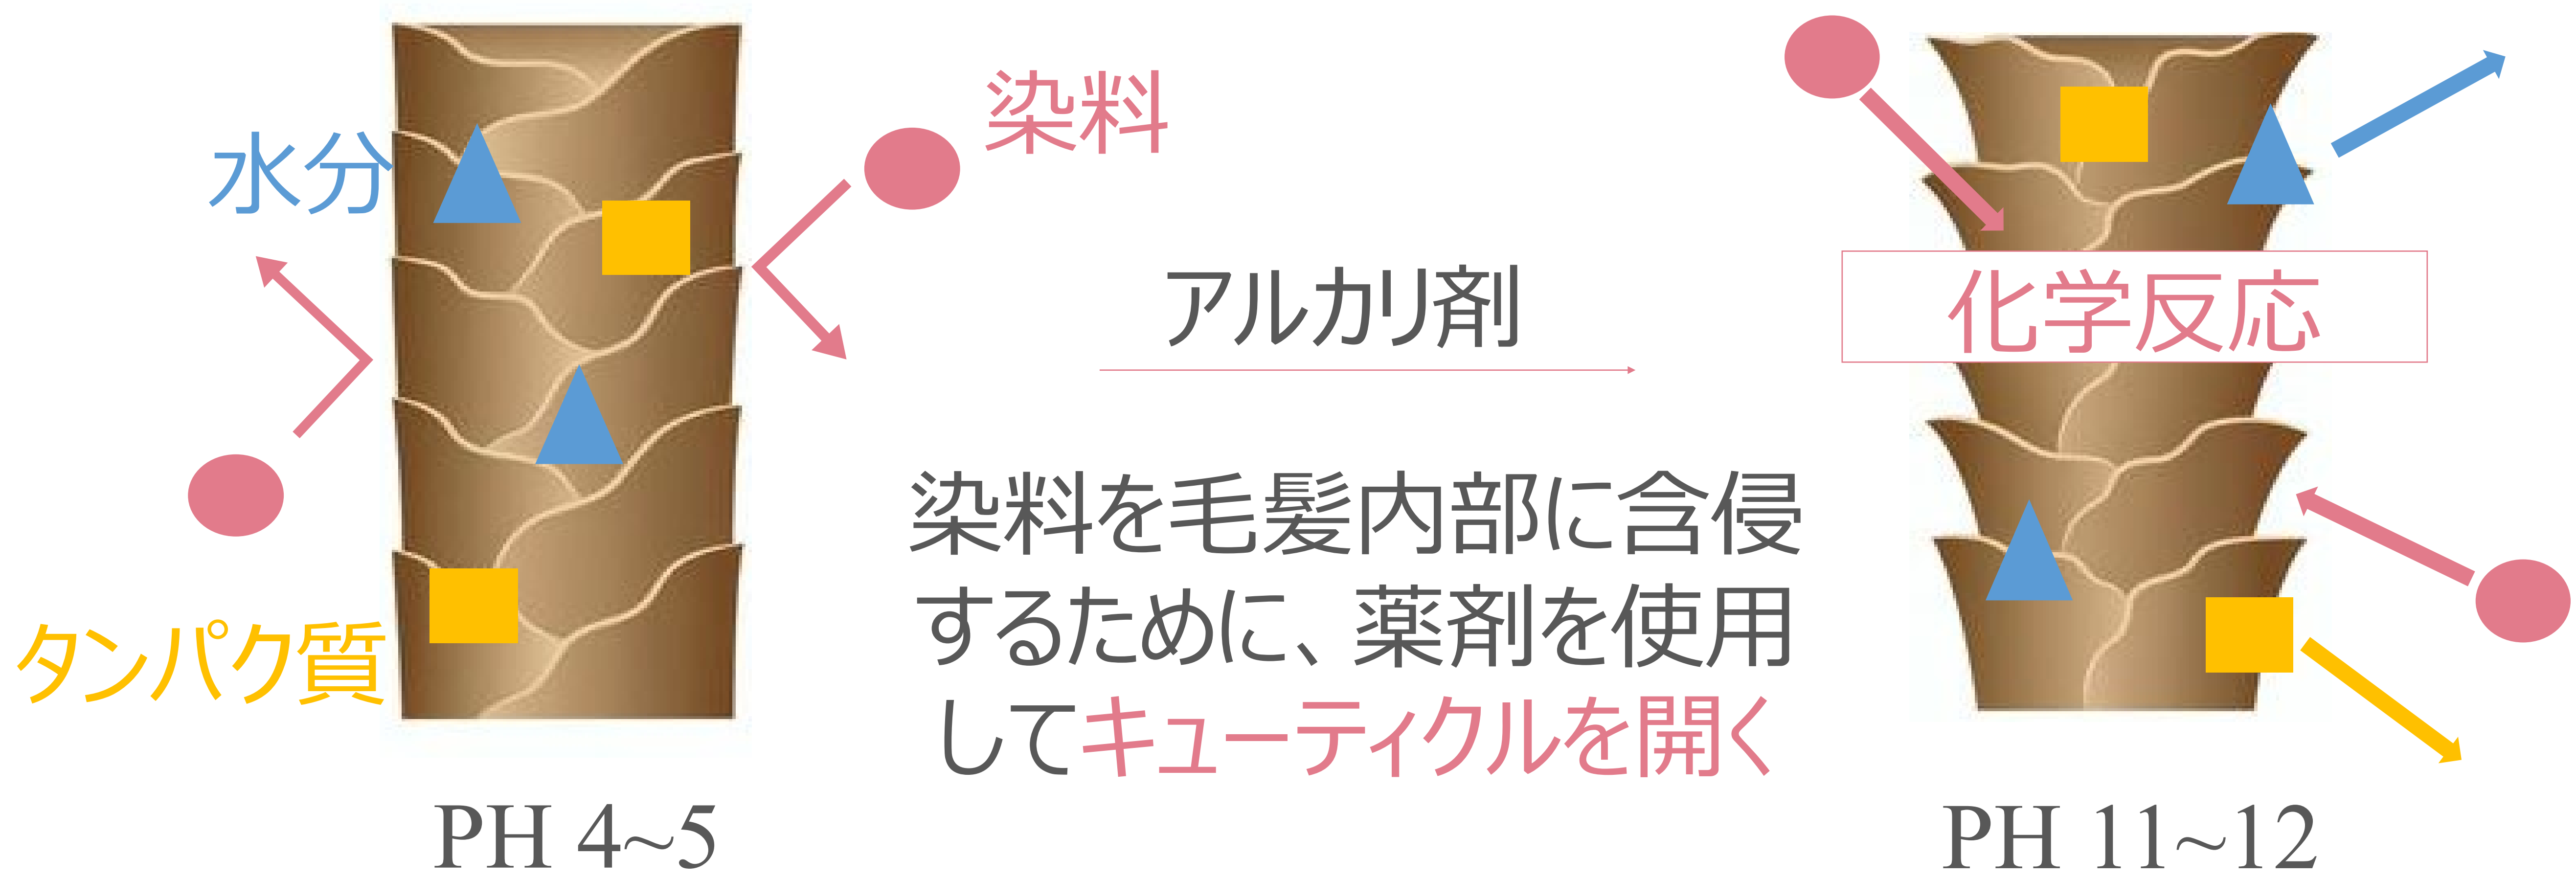 染料
水分
タンパク質
PH 4~5
アルカリ剤
染料を毛髪内部に含侵
するために、薬剤を使用
してキューティクルを開く
化学反応
PH 11~12